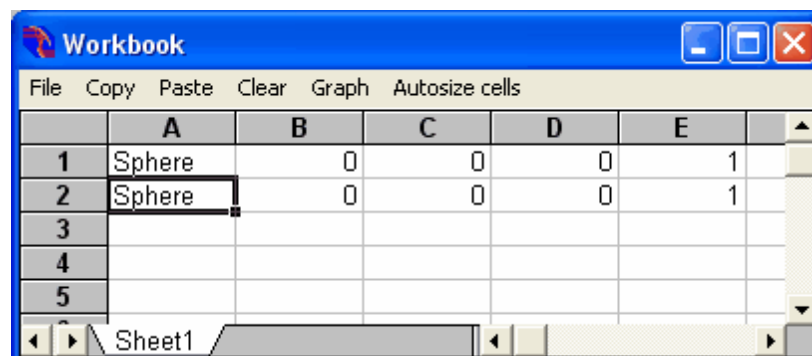 Workbook
File Copy Paste Clear Graph Autosize cells
A B C D E
1 Sphere 0 0 0 1
2 Sphere 0 0 0 1
3
4
5
Sheet1